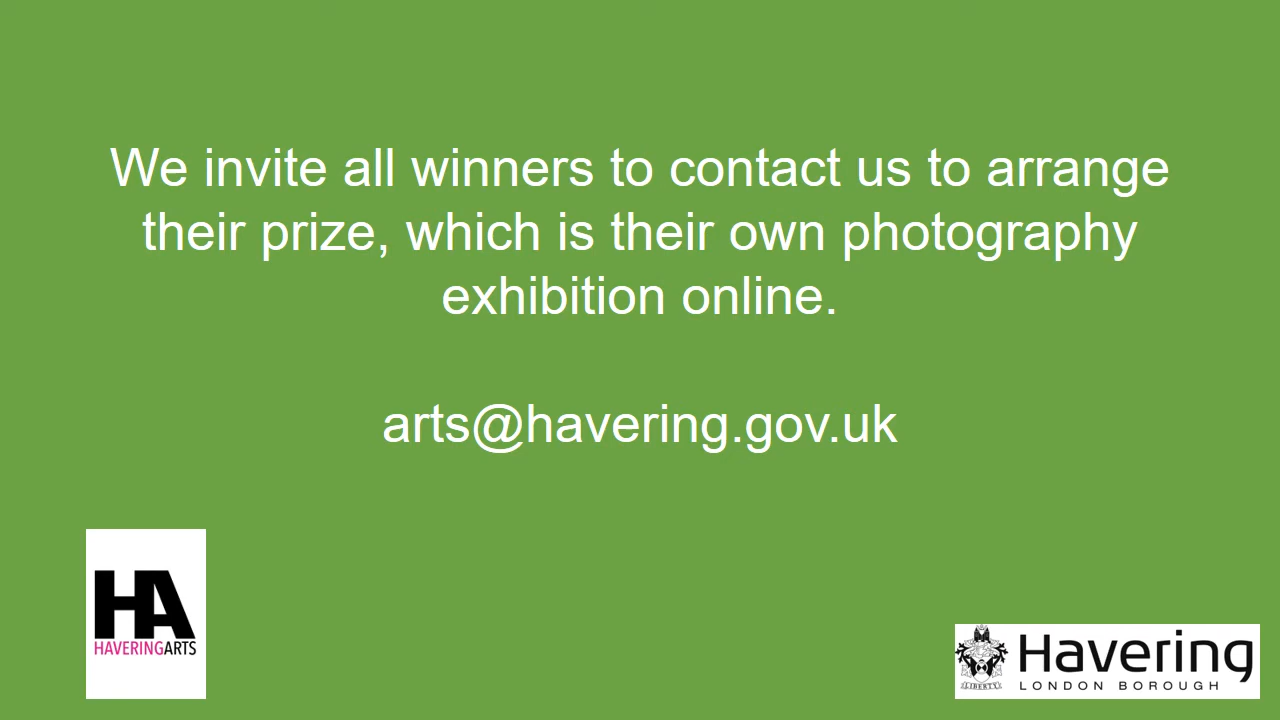 We invite all winners to contact us to arrange
their prize, which is their own photography
exhibition online.
arts@havering.gov.uk
HA
HAVERINGARTS
Havering
LONDON BOROUGH
LIBERTY